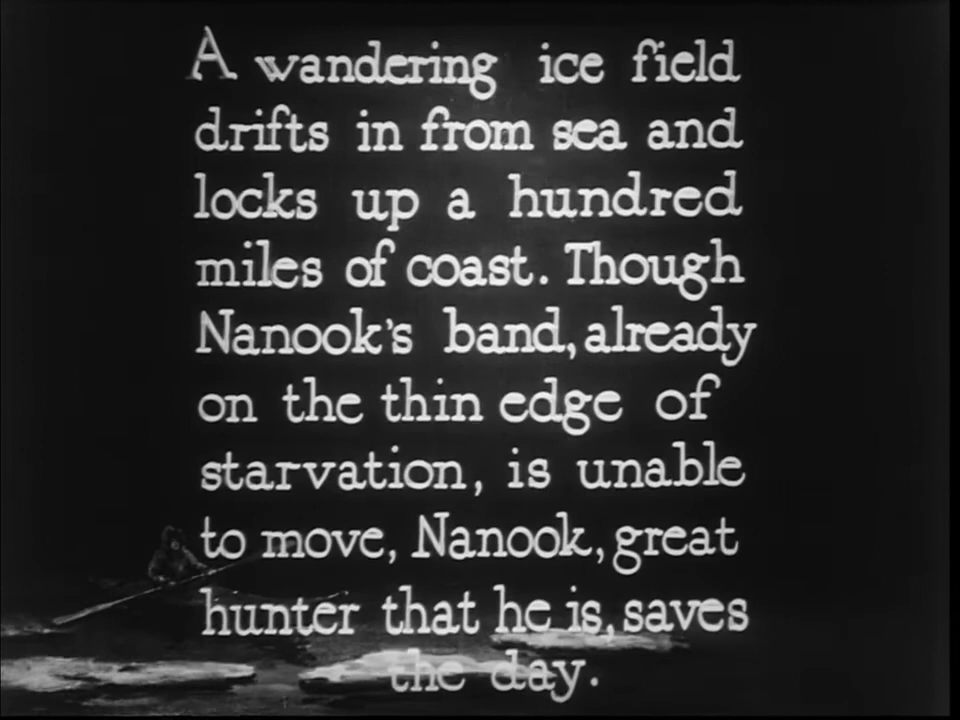 A wandering ice field
drifts in from sea and
locks up a hundred
miles of coast. Though
Nanook's band, already
on the thin edge of
starvation, is unable
to move, Nanook, great
hunter that he is, saves
the day.